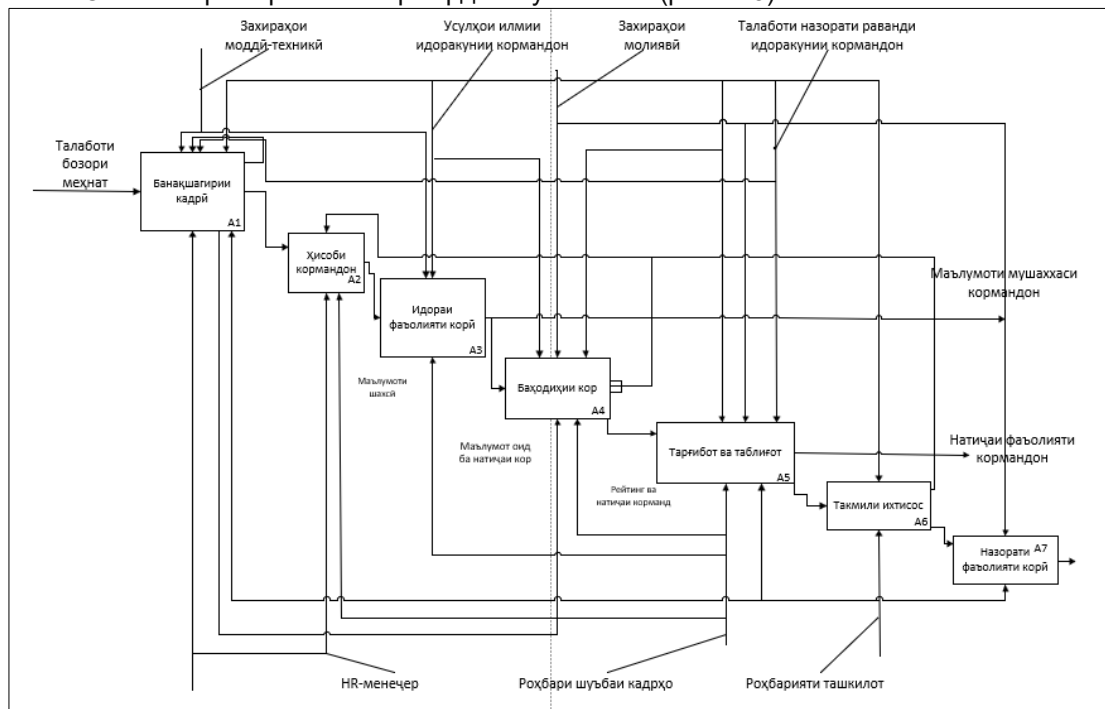 Захираҳои
моддӣ-техникӣ
Усулҳои илмии
идоракунии кормандон
Захираҳои
молиявӣ
Талаботи назорати раванди
идоракунии кормандон
Талаботи
бозори
меҳнат
Банақшагирии
кадрӣ
A1
Ҳисоби
кормандон
A2
Идораи
фаъолияти корӣ
A3
Маълумоти мушаххаси
кормандон
Маълумоти
шахсӣ
Баҳодиҳии кор
A4
Маълумот оид
ба натиҷаи кор
Тарғибот ва таблиғот
A5
Натиҷаи фаъолияти
кормандон
Рейтинг ва
натиҷаи корманд
Такмили ихтисос
A6
A7
Назорати
фаъолияти корӣ
HR-менеҷер
Роҳбари шуъбаи кадрҳо
Роҳбарияти ташкилот